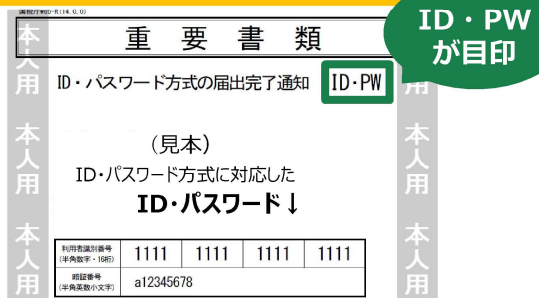 ID・PW
が目印
重要書類
ID・パスワード方式の届出完了通知 ID・PW
(見本)
ID・パスワード方式に対応した
ID・パスワード↓
利用者識別番号
(半角数字・16桁)
1111 1111 1111 1111
暗証番号
(半角英数小文字)
a12345678
本人用
本人用
本人用
本人用
本人用